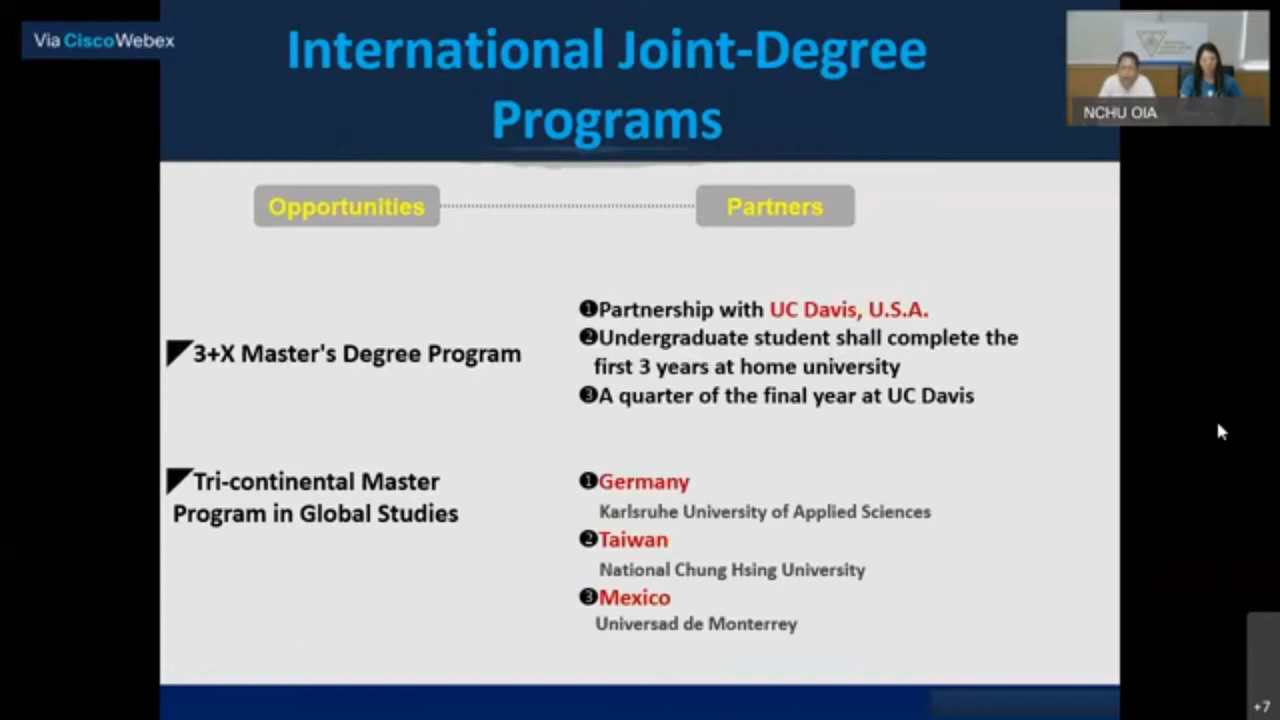 Via Cisco Webex
International Joint-Degree
Programs
NCHU OIA
Opportunities
Partners
3+X Master's Degree Program
❶Partnership with UC Davis, U.S.A.
❷Undergraduate student shall complete the
first 3 years at home university
❸A quarter of the final year at UC Davis
Tri-continental Master
Program in Global Studies
❶Germany
Karlsruhe University of Applied Sciences
❷Taiwan
National Chung Hsing University
❸Mexico
Universad de Monterrey
+7